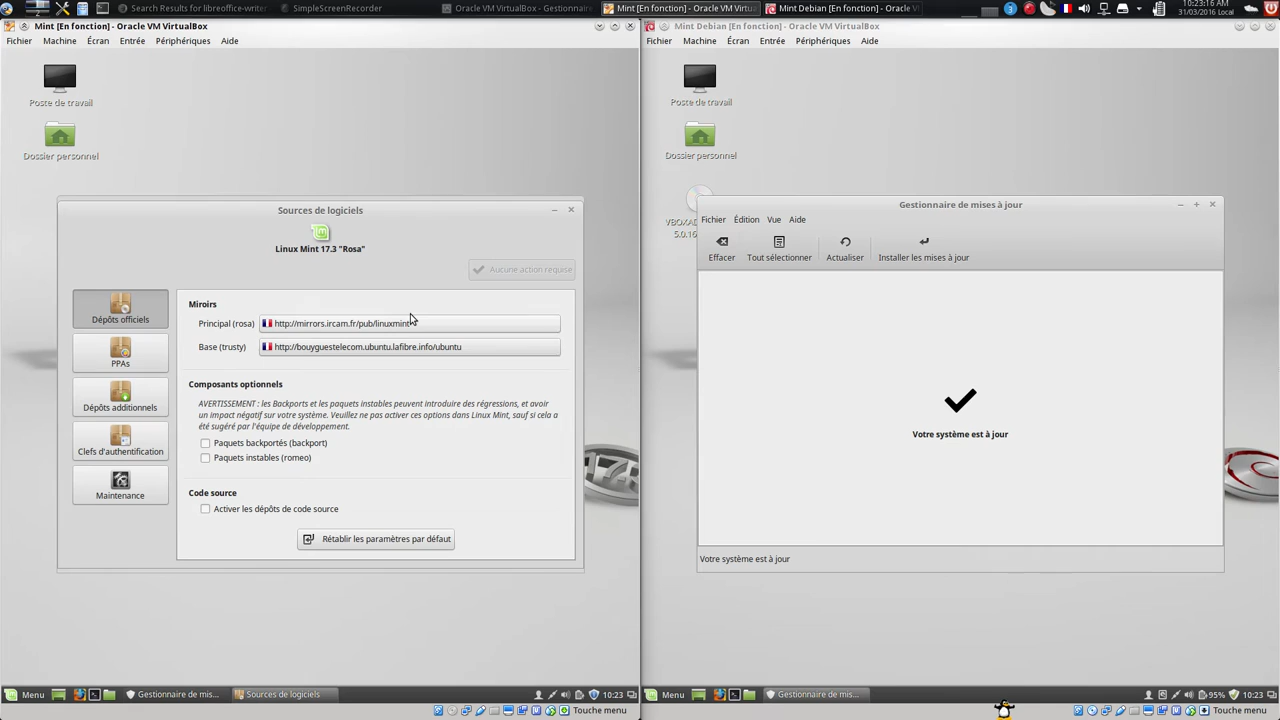 Search Results for libreoffice-writer
SimpleScreenRecorder
Oracle VM VirtualBox - Gestionnair
Mint [En fonction] - Oracle VM Virtu
Mint Debian [En fonction] - Oracle V
10:23:16 AM
31/03/2016 Local
Mint [En fonction] - Oracle VM VirtualBox
Fichier Machine Écran Entrée Périphériques Aide
Poste de travail
Dossier personnel
Sources de logiciels
Linux Mint 17.3 "Rosa"
Aucune action requise
Dépôts officiels
PPAs
Dépôts additionnels
Clefs d'authentification
Maintenance
Miroirs
Principal (rosa) http://mirrors.ircam.fr/pub/linuxmint
Base (trusty) http://bouyguestelecom.ubuntu.lafibre.info/ubuntu
Composants optionnels
AVERTISSEMENT : les Backports et les paquets instables peuvent introduire des régressions, et avoir
un impact négatif sur votre système. Veuillez ne pas activer ces options dans Linux Mint, sauf si cela a
été sugéré par l'équipe de développement.
Paquets backportés (backport)
Paquets instables (romeo)
Code source
Activer les dépôts de code source
Rétablir les paramètres par défaut
Menu Gestionnaire de mis... Sources de logiciels 10:23
Touche menu
Mint Debian [En fonction] - Oracle VM VirtualBox
Fichier Machine Écran Entrée Périphériques Aide
Poste de travail
Dossier personnel
VBOXAD
5.0.16
Gestionnaire de mises à jour
Fichier Édition Vue Aide
Effacer Tout sélectionner Actualiser Installer les mises à jour
Votre système est à jour
Votre système est à jour
Menu Gestionnaire de mis... 95% 10:23
Touche menu